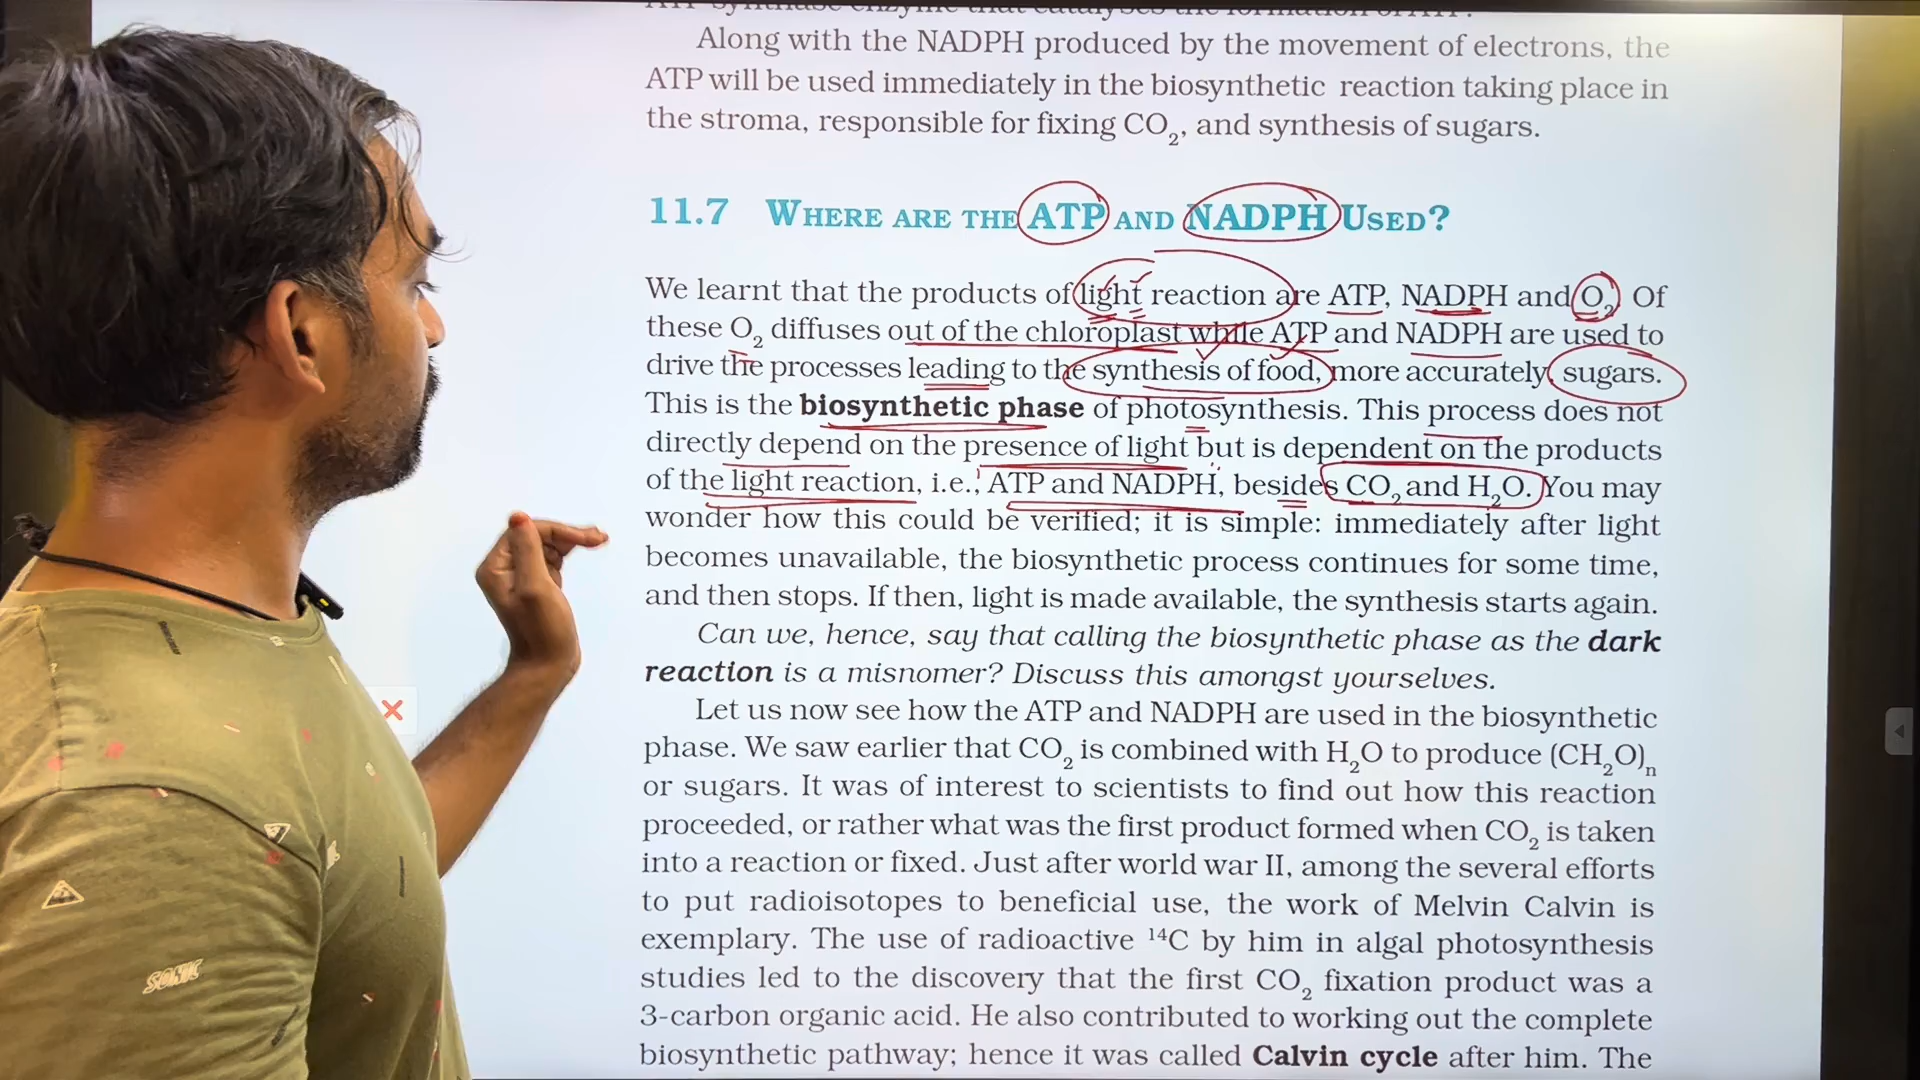 ATP synthase enzyme that catalyses the formation of ATP.
Along with the NADPH produced by the movement of electrons, the
ATP will be used immediately in the biosynthetic reaction taking place in
the stroma, responsible for fixing CO₂, and synthesis of sugars.
11.7 WHERE ARE THE ATP AND NADPH USED?
We learnt that the products of light reaction are ATP, NADPH and O₂. Of
these O₂ diffuses out of the chloroplast while ATP and NADPH are used to
drive the processes leading to the synthesis of food, more accurately, sugars.
This is the biosynthetic phase of photosynthesis. This process does not
directly depend on the presence of light but is dependent on the products
of the light reaction, i.e., ATP and NADPH, besides CO₂ and H₂O. You may
wonder how this could be verified; it is simple: immediately after light
becomes unavailable, the biosynthetic process continues for some time,
and then stops. If then, light is made available, the synthesis starts again.
Can we, hence, say that calling the biosynthetic phase as the dark
reaction is a misnomer? Discuss this amongst yourselves.
Let us now see how the ATP and NADPH are used in the biosynthetic
phase. We saw earlier that CO₂ is combined with H₂O to produce (CH₂O)ₙ
or sugars. It was of interest to scientists to find out how this reaction
proceeded, or rather what was the first product formed when CO₂ is taken
into a reaction or fixed. Just after world war II, among the several efforts
to put radioisotopes to beneficial use, the work of Melvin Calvin is
exemplary. The use of radioactive ¹⁴C by him in algal photosynthesis
studies led to the discovery that the first CO₂ fixation product was a
3-carbon organic acid. He also contributed to working out the complete
biosynthetic pathway; hence it was called Calvin cycle after him. The
SONIC